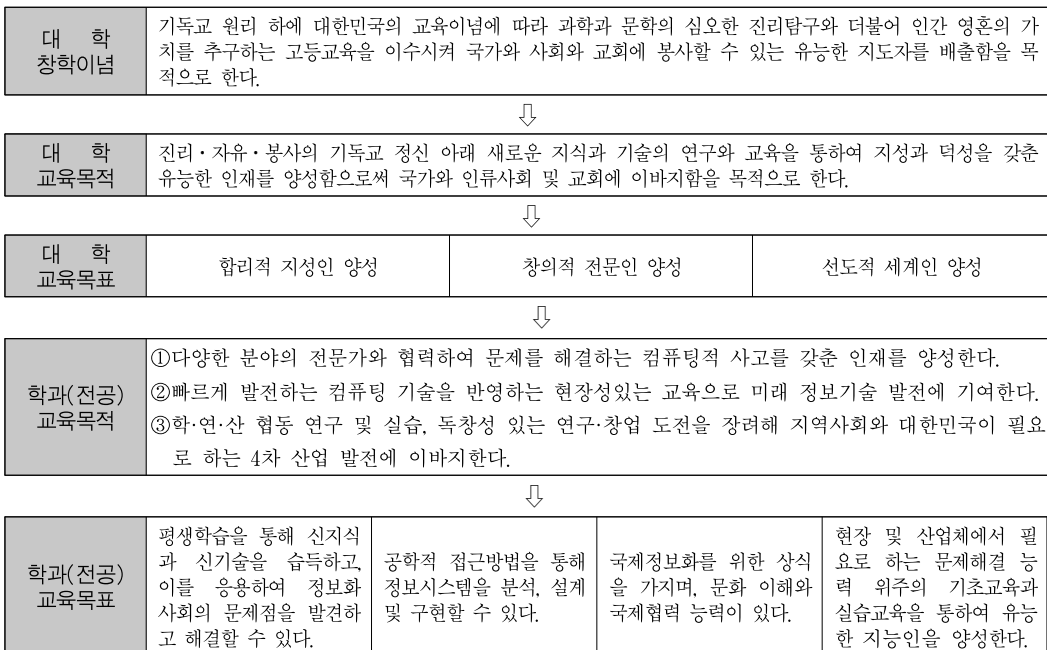 대 학
창학이념
기독교 원리 하에 대한민국의 교육이념에 따라 과학과 문학의 심오한 진리탐구와 더불어 인간 영혼의 가
치를 추구하는 고등교육을 이수시켜 국가와 사회와 교회에 봉사할 수 있는 유능한 지도자를 배출함을 목
적으로 한다.
⇩
대 학
교육목적
진리·자유·봉사의 기독교 정신 아래 새로운 지식과 기술의 연구와 교육을 통하여 지성과 덕성을 갖춘
유능한 인재를 양성함으로써 국가와 인류사회 및 교회에 이바지함을 목적으로 한다.
⇩
대 학
교육목표
합리적 지성인 양성
창의적 전문인 양성
선도적 세계인 양성
⇩
학과(전공)
교육목적
①다양한 분야의 전문가와 협력하여 문제를 해결하는 컴퓨팅적 사고를 갖춘 인재를 양성한다.
②빠르게 발전하는 컴퓨팅 기술을 반영하는 현장성있는 교육으로 미래 정보기술 발전에 기여한다.
③학·연·산 협동 연구 및 실습, 독창성 있는 연구·창업 도전을 장려해 지역사회와 대한민국이 필요
로 하는 4차 산업 발전에 이바지한다.
⇩
학과(전공)
교육목표
평생학습을 통해 신지식
과 신기술을 습득하고,
이를 응용하여 정보화
사회의 문제점을 발견하
고 해결할 수 있다.
공학적 접근방법을 통해
정보시스템을 분석, 설계
및 구현할 수 있다.
국제정보화를 위한 상식
을 가지며, 문화 이해와
국제협력 능력이 있다.
현장 및 산업체에서 필
요로 하는 문제해결 능
력 위주의 기초교육과
실습교육을 통하여 유능
한 지능인을 양성한다.